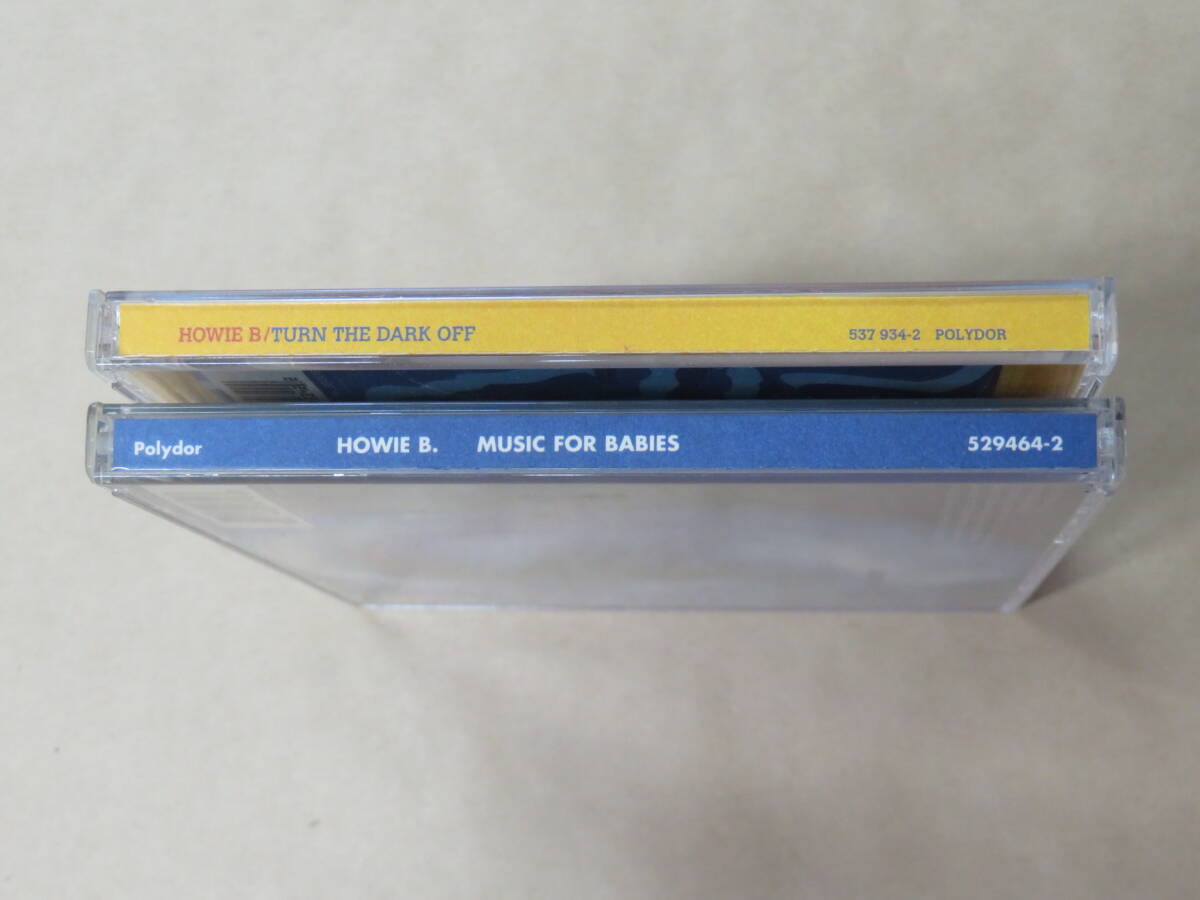 HOWIE B/TURN THE DARK OFF 537 934-2 POLYDOR
Polydor HOWIE B. MUSIC FOR BABIES 529464-2